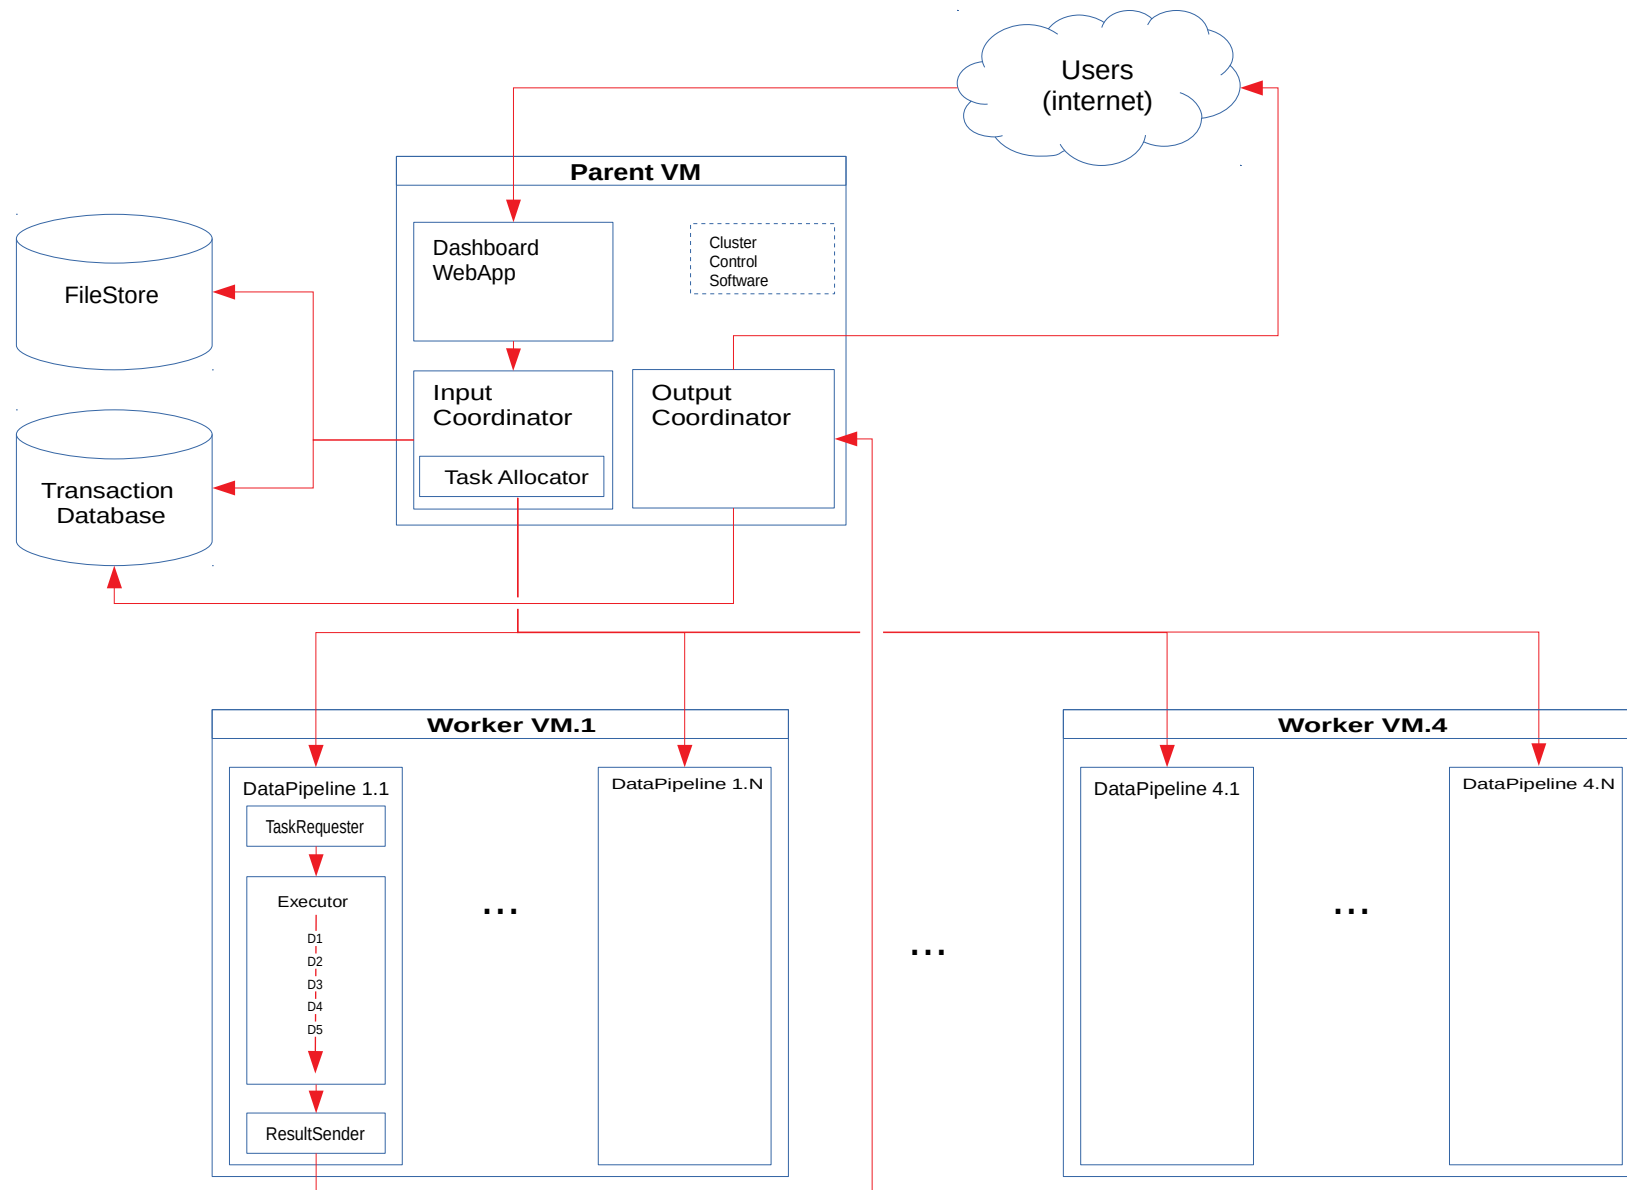 Users
(internet)
Parent VM
Dashboard
WebApp
Cluster
Control
Software
FileStore
Input
Coordinator
Task Allocator
Output
Coordinator
Transaction
Database
Worker VM.1
DataPipeline 1.1
TaskRequester
Executor
D1
D2
D3
D4
D5
ResultSender
...
DataPipeline 1.N
...
Worker VM.4
DataPipeline 4.1
...
DataPipeline 4.N